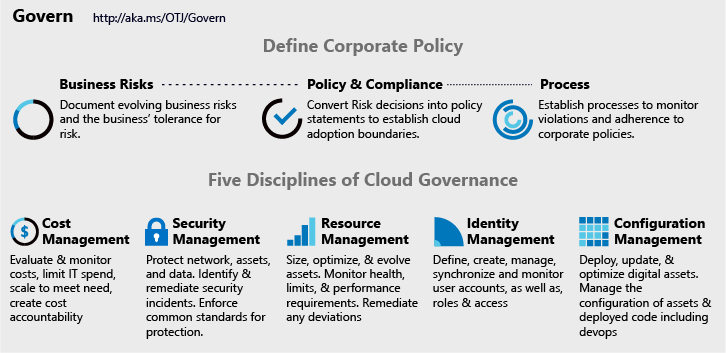 Govern http://aka.ms/OTJ/Govern
Define Corporate Policy
Business Risks
Document evolving business risks
and the business’ tolerance for
risk.
Policy & Compliance
Convert Risk decisions into policy
statements to establish cloud
adoption boundaries.
Process
Establish processes to monitor
violations and adherence to
corporate policies.
Five Disciplines of Cloud Governance
$
Cost
Management
Evaluate & monitor
costs, limit IT spend,
scale to meet need,
create cost
accountability
Security
Management
Protect network, assets,
and data. Identify &
remediate security
incidents. Enforce
common standards for
protection.
Resource
Management
Size, optimize, & evolve
assets. Monitor health,
limits, & performance
requirements. Remediate
any deviations
Identity
Management
Define, create, manage,
synchronize and monitor
user accounts, as well as,
roles & access
Configuration
Management
Deploy, update, &
optimize digital assets.
Manage the
configuration of assets &
deployed code including
devops